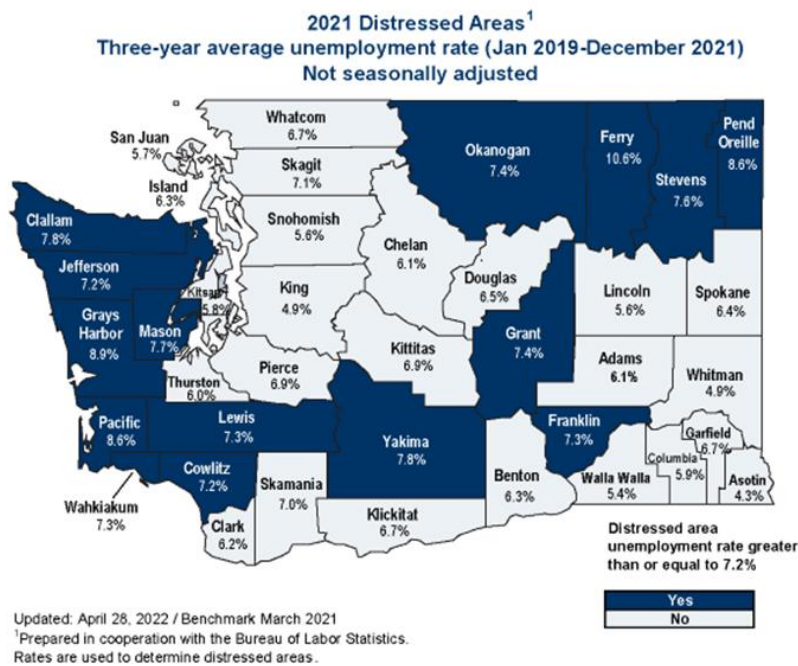 2021 Distressed Areas¹
Three-year average unemployment rate (Jan 2019-December 2021)
Not seasonally adjusted
Whatcom
6.7%
San Juan
5.7%
Skagit
7.1%
Island
6.3%
Okanogan
7.4%
Ferry
10.6%
Stevens
7.6%
Pend
Oreille
8.6%
Clallam
7.8%
Snohomish
5.6%
Chelan
6.1%
Jefferson
7.2%
Kitsap
5.8%
King
4.9%
Douglas
6.5%
Lincoln
5.6%
Spokane
6.4%
Grays
Harbor
8.9%
Mason
7.7%
Grant
7.4%
Kittitas
6.9%
Pierce
6.9%
Thurston
6.0%
Adams
6.1%
Whitman
4.9%
Pacific
8.6%
Lewis
7.3%
Yakima
7.8%
Franklin
7.3%
Garfield
6.7%
Columbia
5.9%
Cowlitz
7.2%
Skamania
7.0%
Benton
6.3%
Walla Walla
5.4%
Asotin
4.3%
Wahkiakum
7.3%
Clark
6.2%
Klickitat
6.7%
Distressed area
unemployment rate greater
than or equal to 7.2%
Yes
No
Updated: April 28, 2022 / Benchmark March 2021
¹Prepared in cooperation with the Bureau of Labor Statistics.
Rates are used to determine distressed areas.